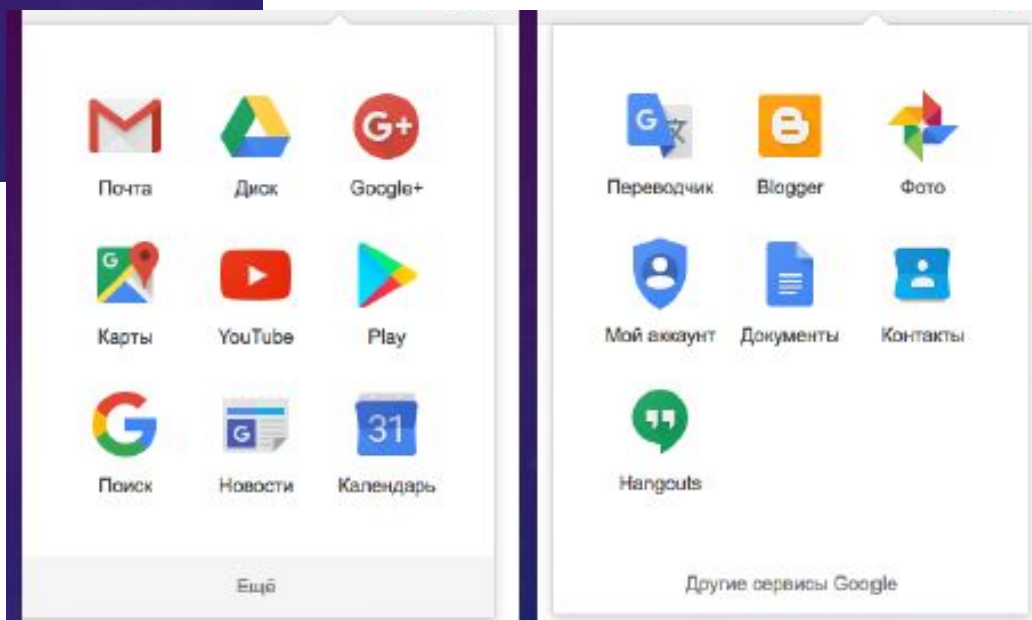 Почта Диск Google+
Карты YouTube Play
Поиск Новости Календарь
Ещё
Переводчик Blogger Фото
Мой аккаунт Документы Контакты
Hangouts
Другие сервисы Google